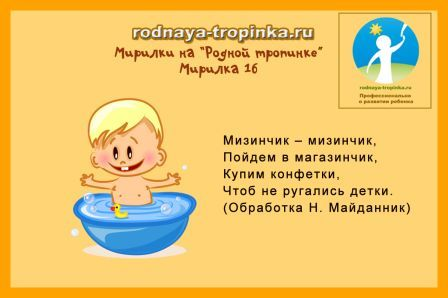 rodnaya-tropinka.ru
Мирилки на "Родной тропинке"
Мирилка 16
rodnaya-tropinka.ru
Профессионально
о развитии ребенка
Мизинчик – мизинчик,
Пойдем в магазинчик,
Купим конфетки,
Чтоб не ругались детки.
(Обработка Н. Майданник)